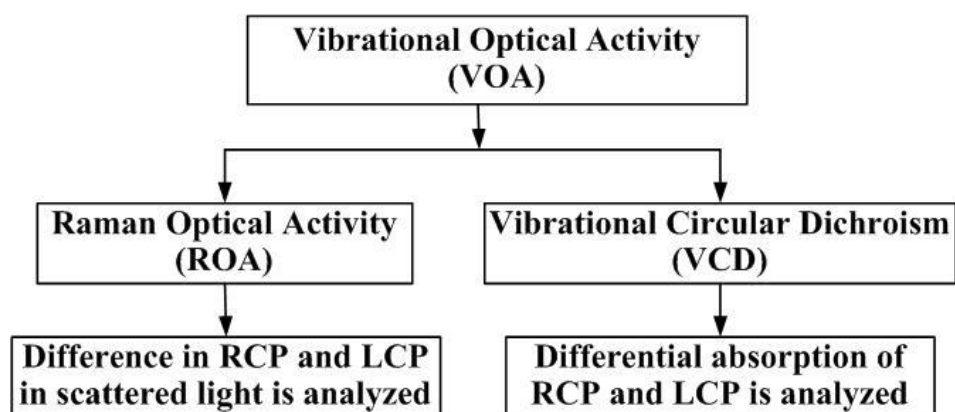 Vibrational Optical Activity
(VOA)
Raman Optical Activity
(ROA)
Vibrational Circular Dichroism
(VCD)
Difference in RCP and LCP
in scattered light is analyzed
Differential absorption of
RCP and LCP is analyzed